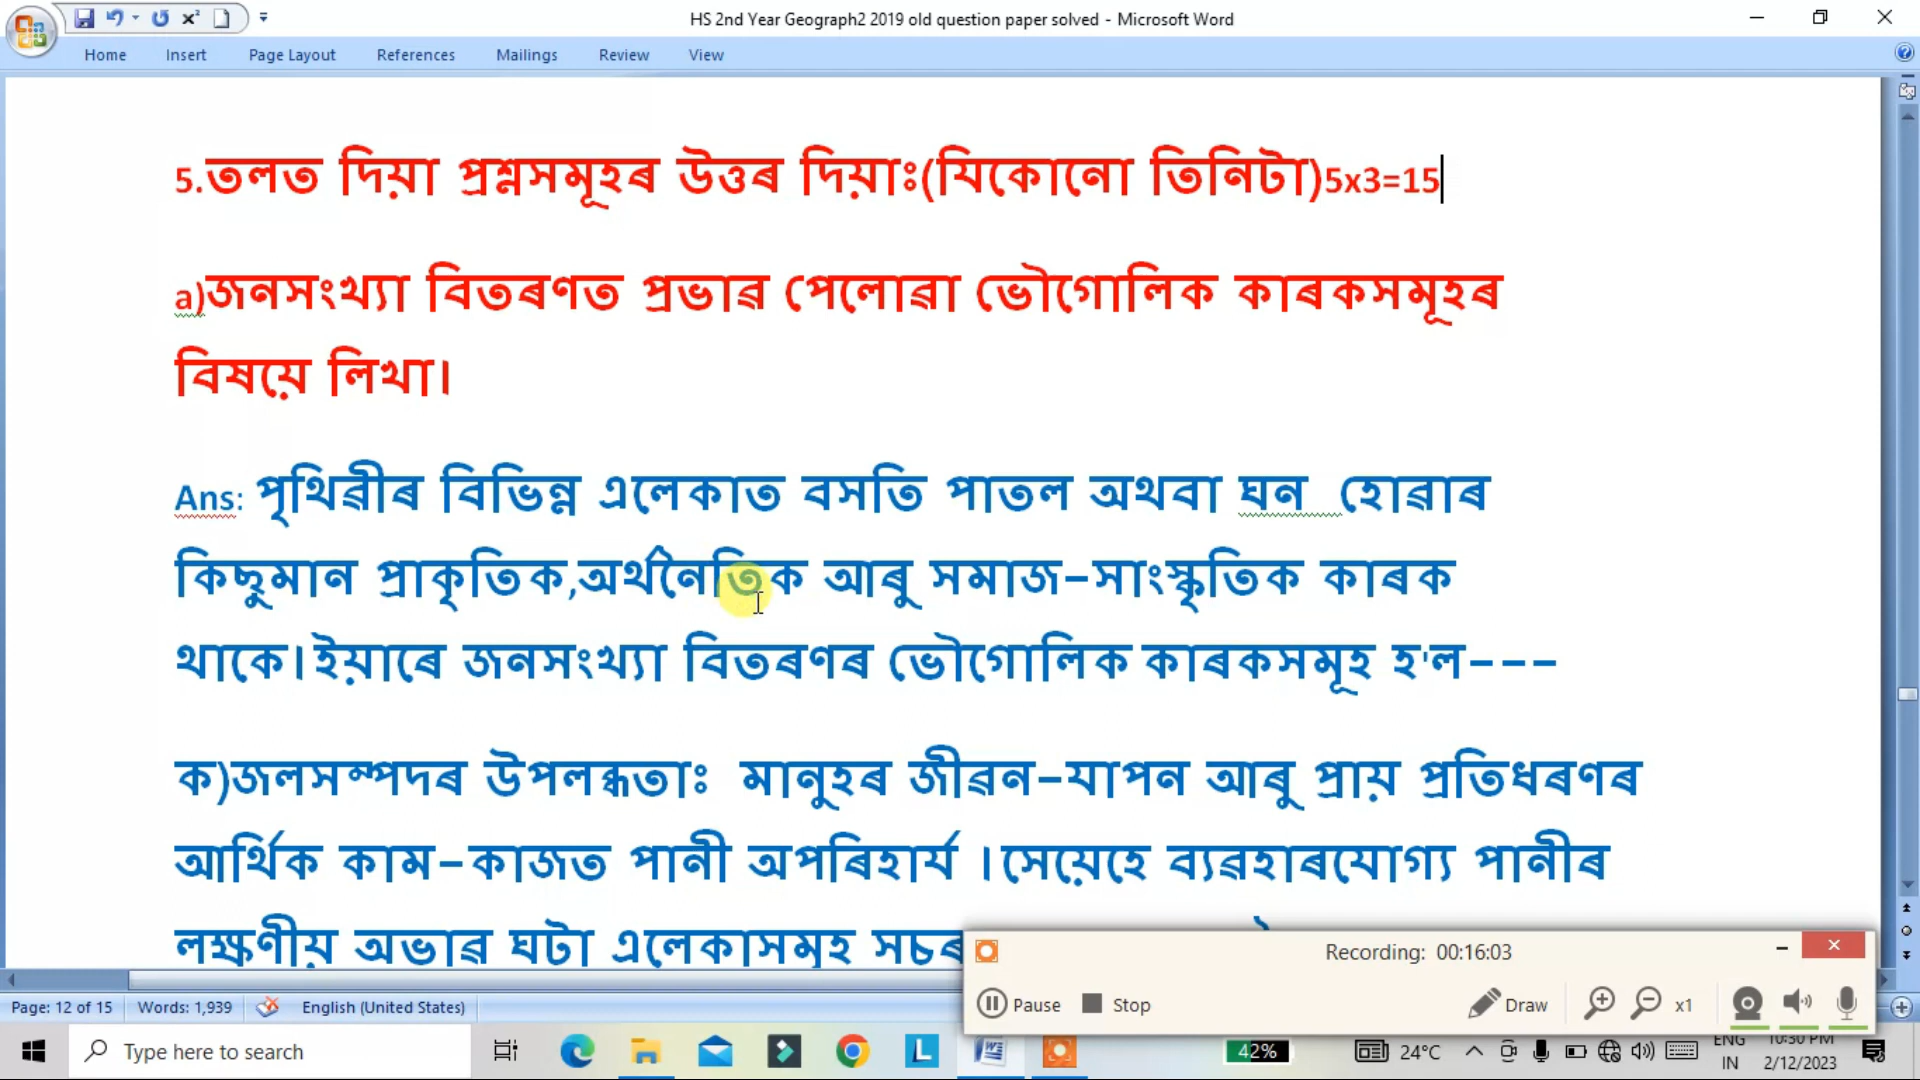 HS 2nd Year Geograph2 2019 old question paper solved - Microsoft Word
Home Insert Page Layout References Mailings Review View
5.তলত দিয়া প্ৰশ্নসমূহৰ উত্তৰ দিয়াঃ(যিকোনো তিনিটা)5x3=15
a)জনসংখ্যা বিতৰণত প্ৰভাৱ পেলোৱা ভৌগোলিক কাৰকসমূহৰ
বিষয়ে লিখা।
Ans: পৃথিৱীৰ বিভিন্ন এলেকাত বসতি পাতল অথবা ঘন হোৱাৰ
কিছুমান প্ৰাকৃতিক,অৰ্থনৈতিক আৰু সমাজ-সাংস্কৃতিক কাৰক
থাকে।ইয়াৰে জনসংখ্যা বিতৰণৰ ভৌগোলিক কাৰকসমূহ হ'ল---
ক)জলসম্পদৰ উপলব্ধতাঃ মানুহৰ জীৱন-যাপন আৰু প্ৰায় প্ৰতিধৰণৰ
আৰ্থিক কাম-কাজত পানী অপৰিহাৰ্য ।সেয়েহে ব্যৱহাৰযোগ্য পানীৰ
লক্ষণীয় অভাৱ ঘটা এলেকাসমূহ
Recording: 00:16:03
Pause Stop Draw x1
Page: 12 of 15 Words: 1,939 English (United States)
Type here to search 42% 24°C ENG IN 10:30 PM 2/12/2023